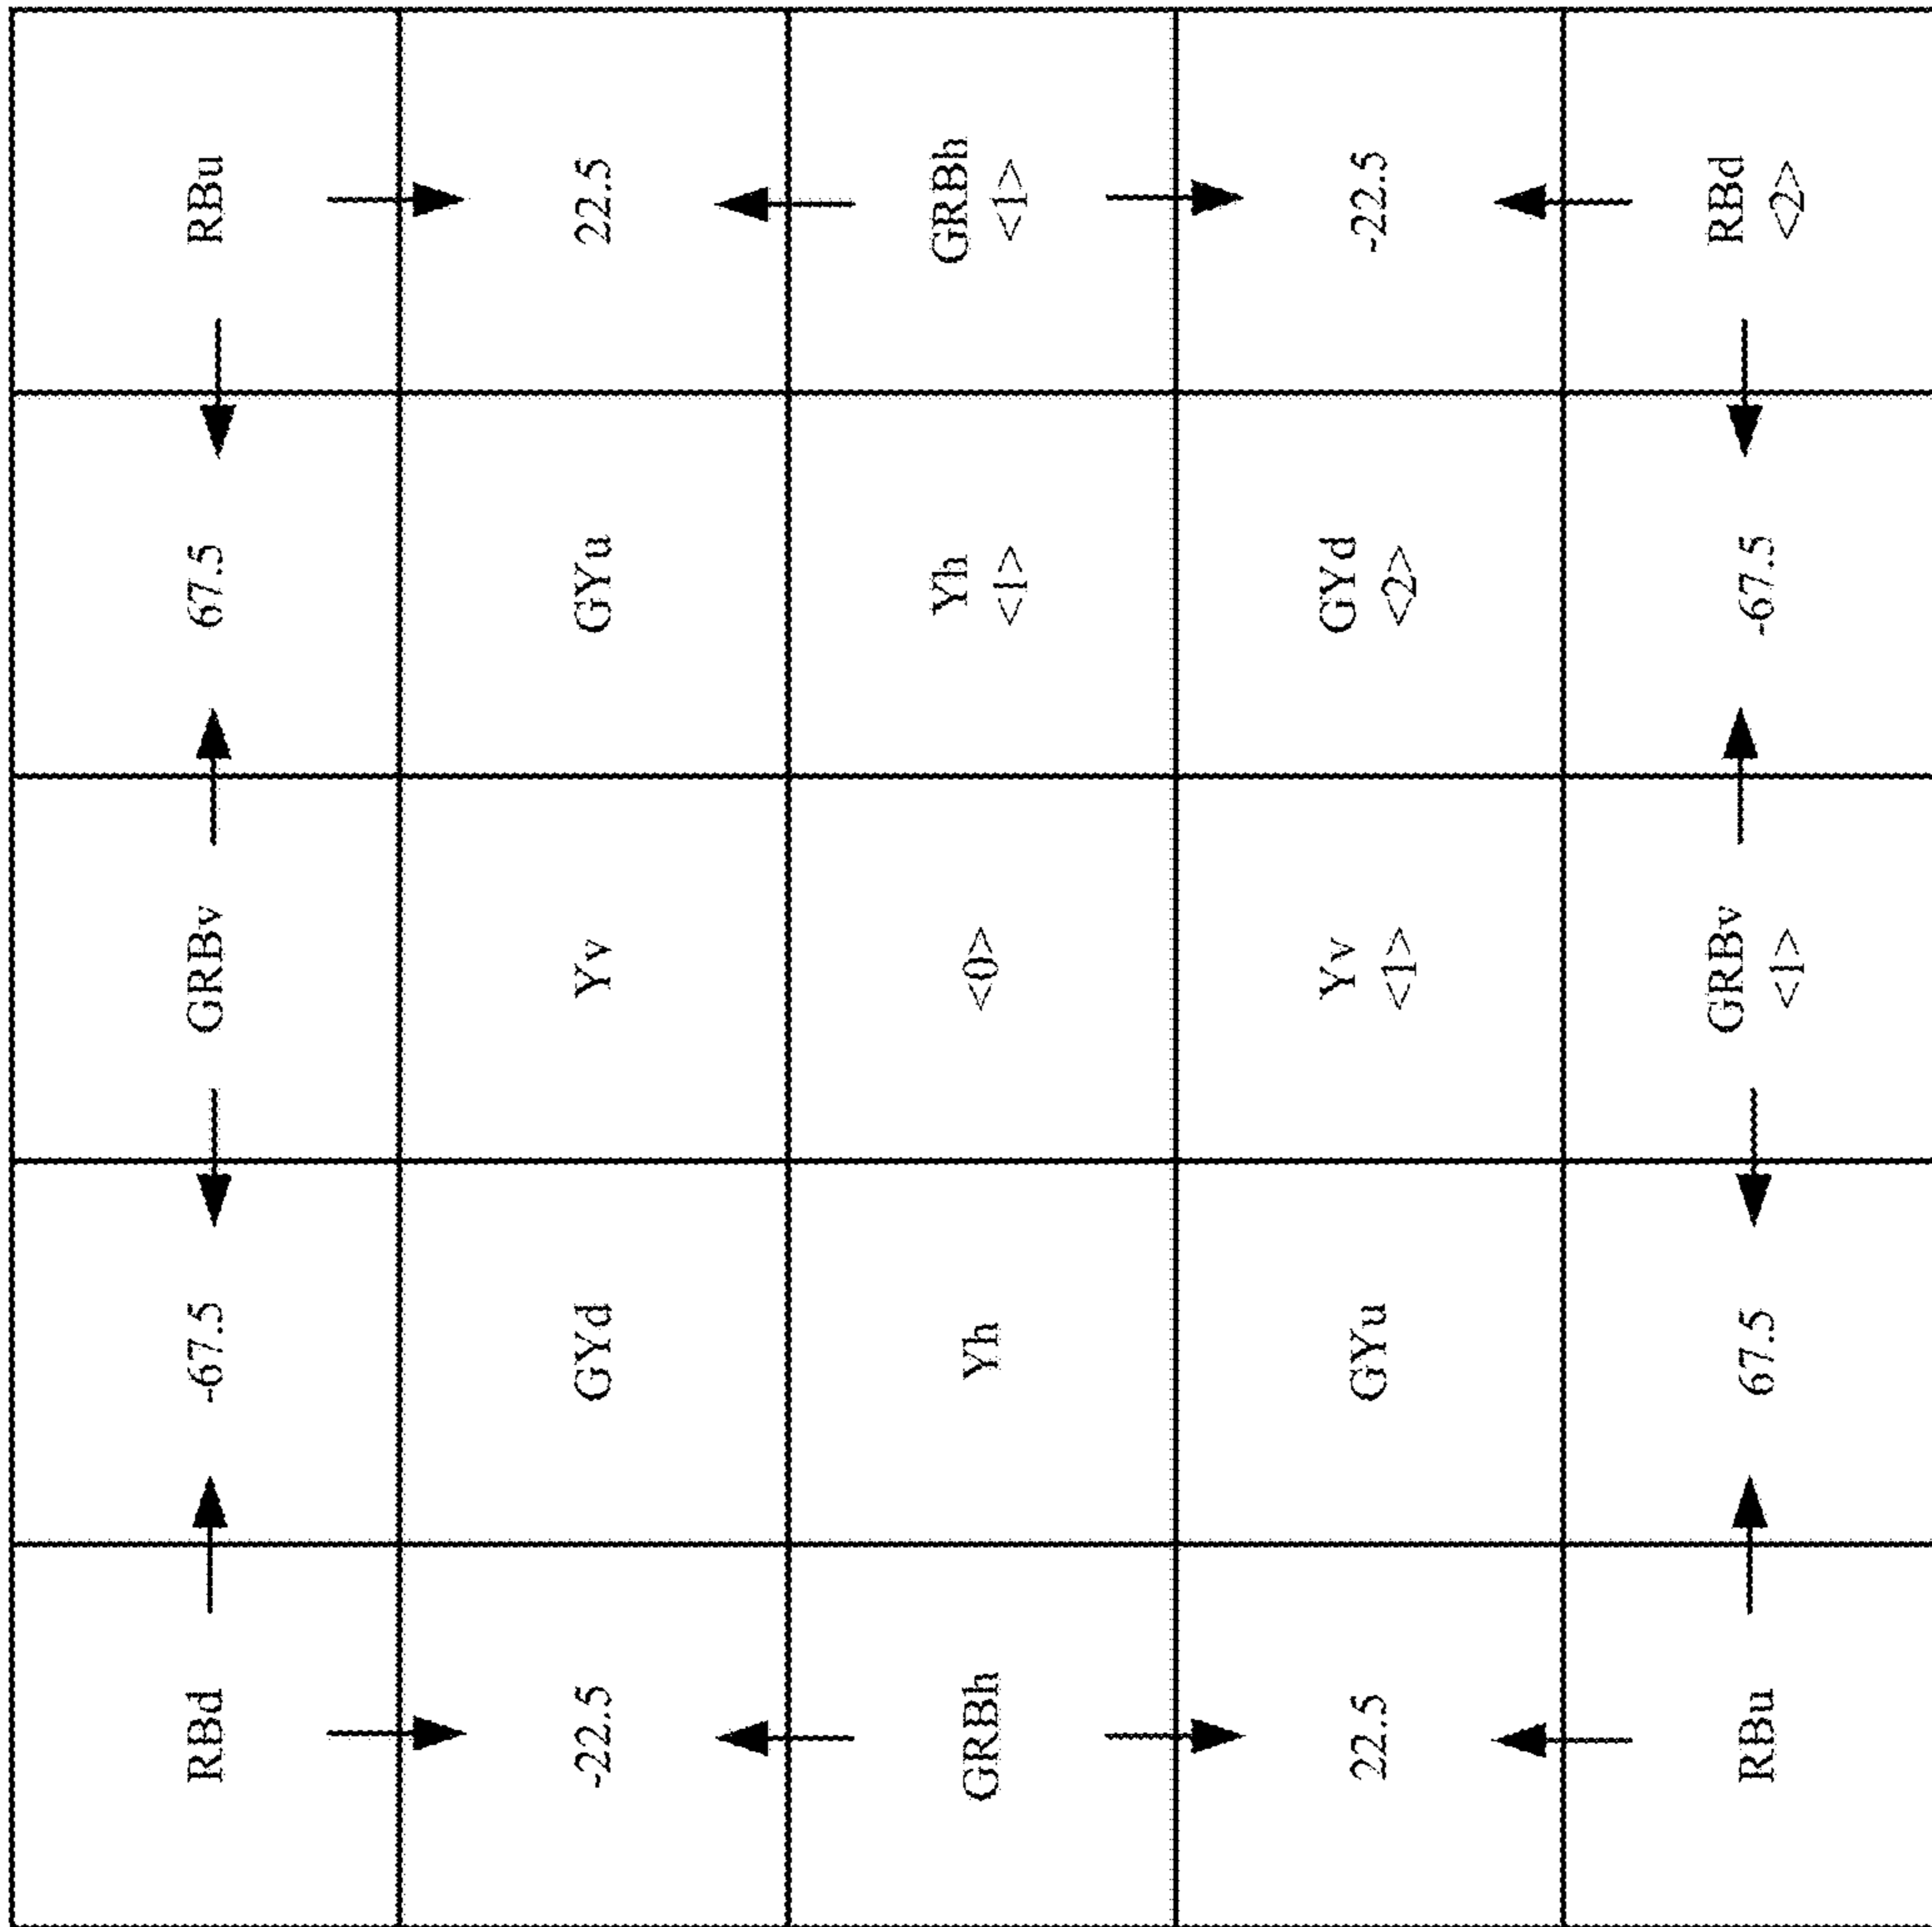 RBd
-67.5
GRBv
67.5
RBu
-22.5
GYd
Yv
GYu
22.5
GRBh
Yh
<0>
Yh
<1>
GRBh
<1>
22.5
GYu
Yv
<1>
GYd
<2>
-22.5
RBu
67.5
GRBv
<1>
-67.5
RBd
<2>